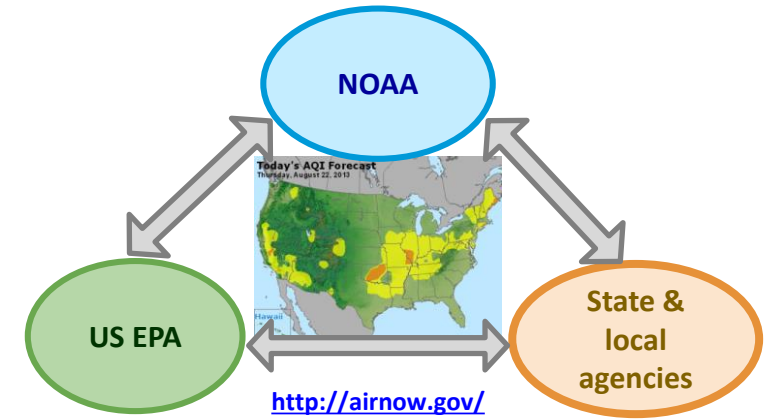 NOAA
Today's AQI Forecast
Thursday, August 22, 2013
Hawaii
US EPA
State &
local
agencies
http://airnow.gov/